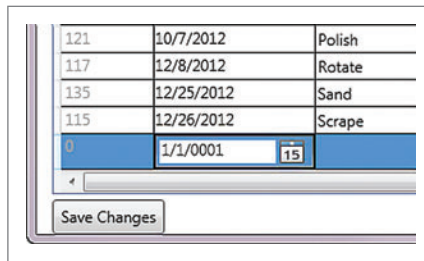 121 10/7/2012 Polish
117 12/8/2012 Rotate
135 12/25/2012 Sand
115 12/26/2012 Scrape
0 1/1/0001 15
Save Changes